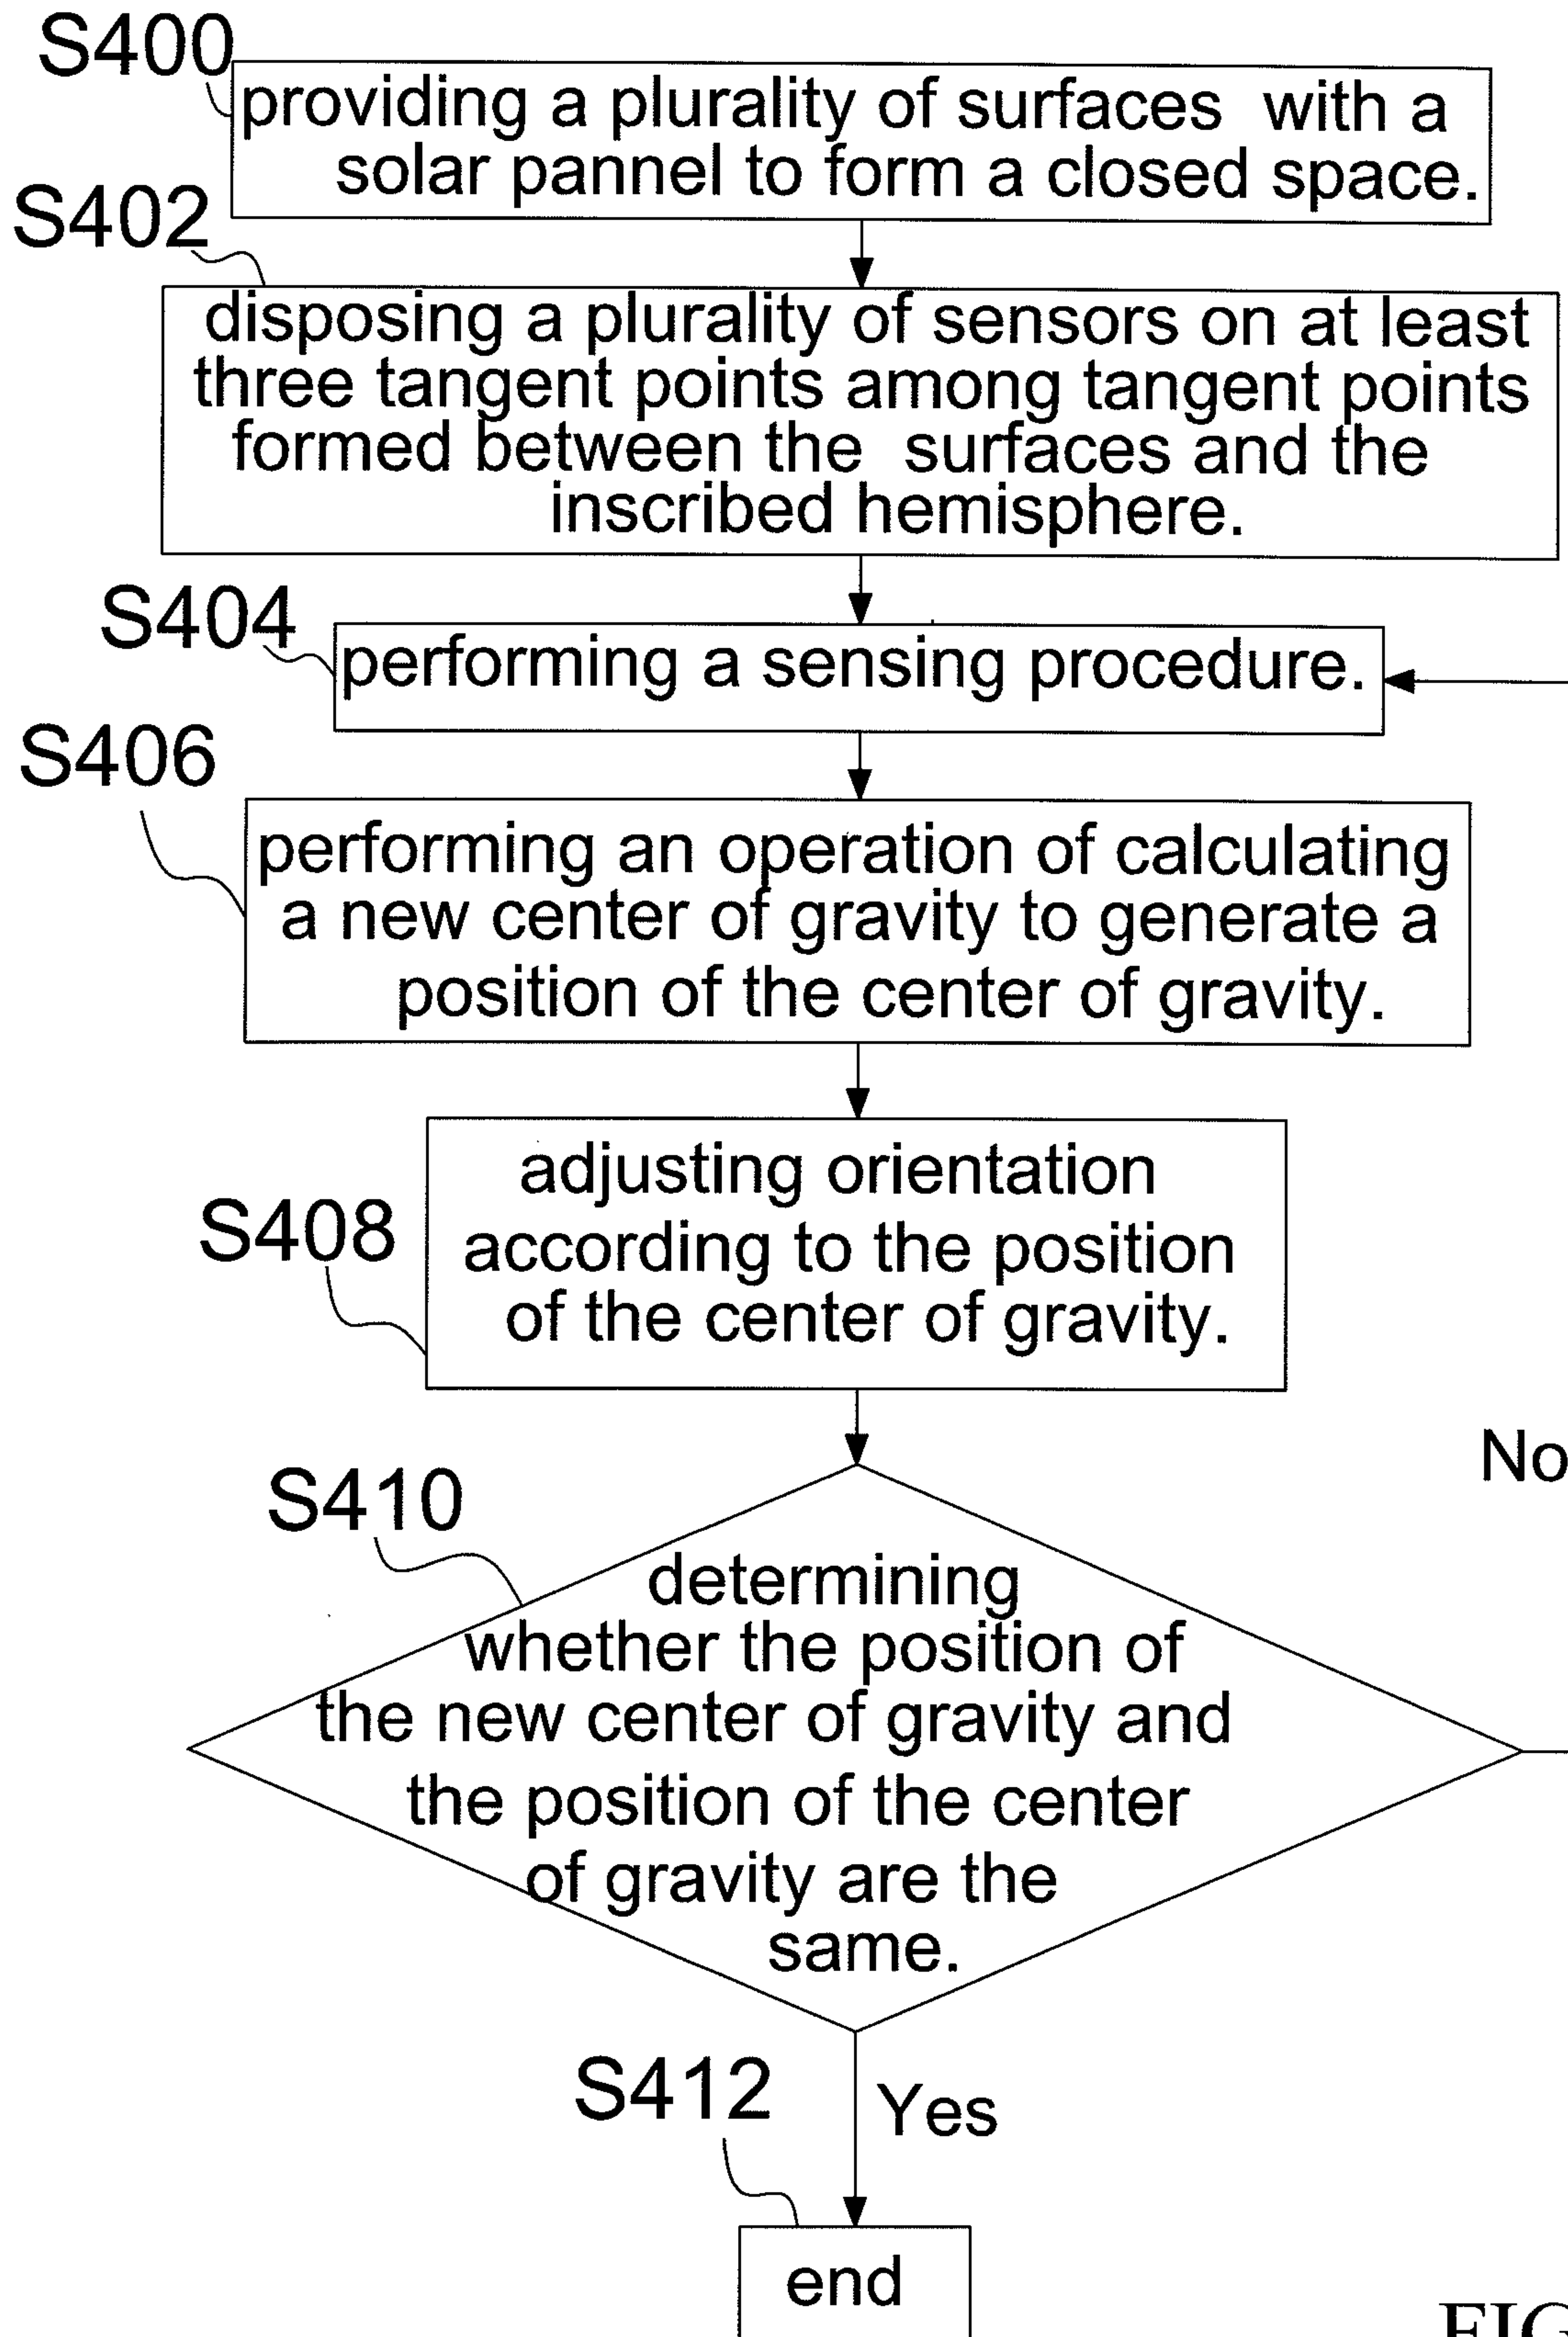 S400
providing a plurality of surfaces with a
solar pannel to form a closed space.
S402
disposing a plurality of sensors on at least
three tangent points among tangent points
formed between the surfaces and the
inscribed hemisphere.
S404
performing a sensing procedure.
S406
performing an operation of calculating
a new center of gravity to generate a
position of the center of gravity.
S408
adjusting orientation
according to the position
of the center of gravity.
No
S410
determining
whether the position of
the new center of gravity and
the position of the center
of gravity are the
same.
S412
Yes
end
FIG